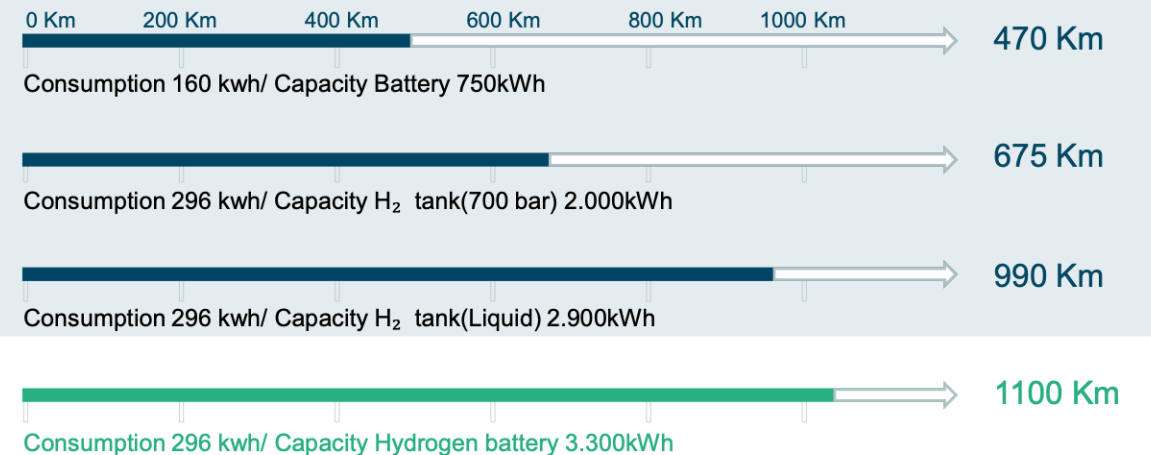 0 Km 200 Km 400 Km 600 Km 800 Km 1000 Km
470 Km
Consumption 160 kwh/ Capacity Battery 750kWh
675 Km
Consumption 296 kwh/ Capacity H₂ tank(700 bar) 2.000kWh
990 Km
Consumption 296 kwh/ Capacity H₂ tank(Liquid) 2.900kWh
1100 Km
Consumption 296 kwh/ Capacity Hydrogen battery 3.300kWh